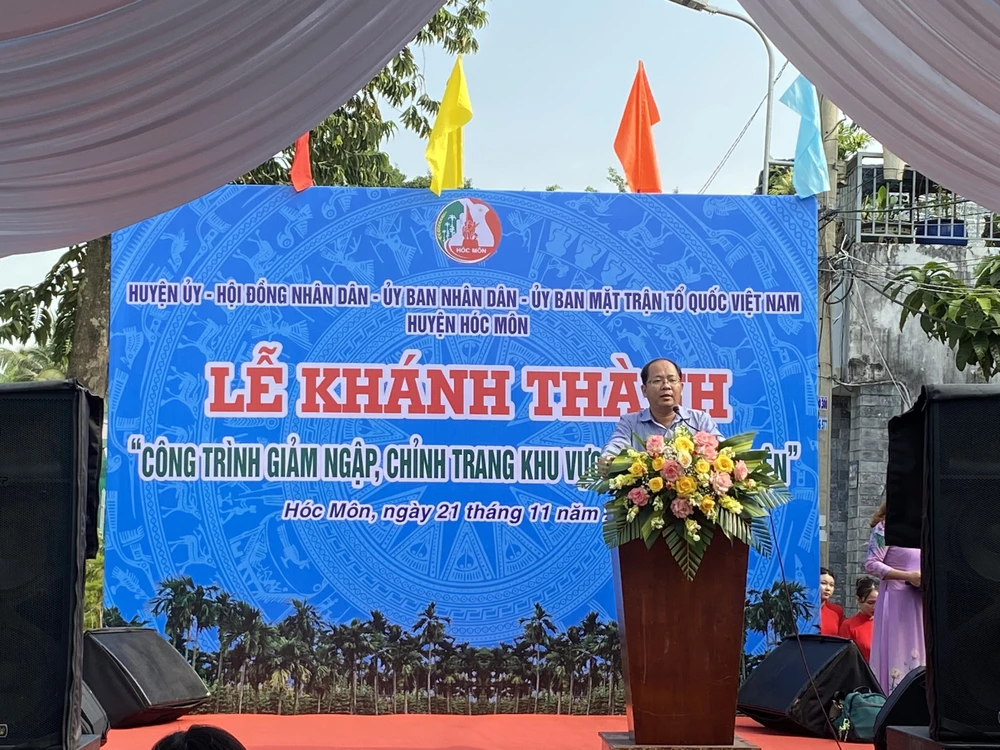 HÓC MÔN
HUYỆN ỦY - HỘI ĐỒNG NHÂN DÂN - ỦY BAN NHÂN DÂN - ỦY BAN MẶT TRẬN TỔ QUỐC VIỆT NAM
HUYỆN HÓC MÔN
LỄ KHÁNH THÀNH
"CÔNG TRÌNH GIẢM NGẬP, CHỈNH TRANG KHU VỰC
Hóc Môn, ngày 21 tháng 11 năm